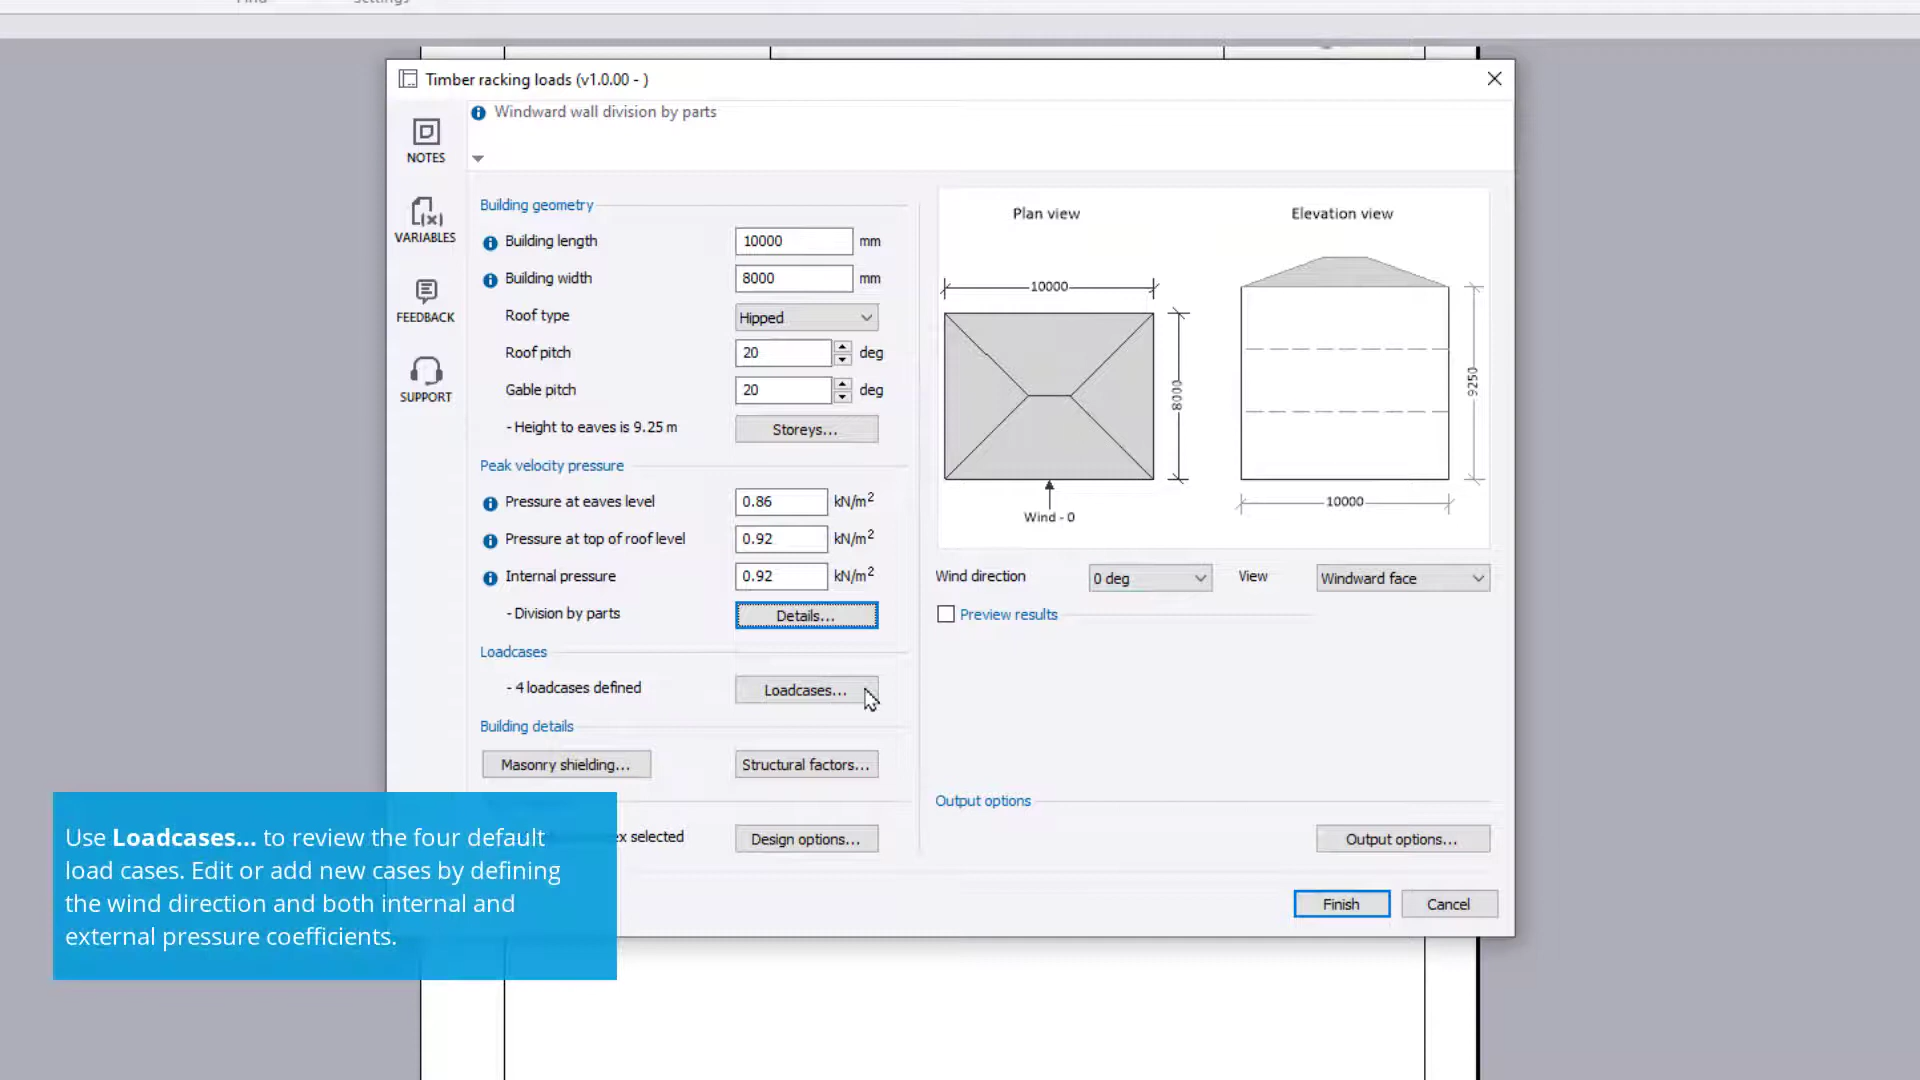 Timber racking loads (v1.0.00 - )
Windward wall division by parts
NOTES
VARIABLES
FEEDBACK
SUPPORT
Building geometry
Building length 10000 mm
Building width 8000 mm
Roof type Hipped
Roof pitch 20 deg
Gable pitch 20 deg
- Height to eaves is 9.25 m Storeys...
Peak velocity pressure
Pressure at eaves level 0.86 kN/m2
Pressure at top of roof level 0.92 kN/m2
Internal pressure 0.92 kN/m2
- Division by parts Details...
Loadcases
- 4 loadcases defined Loadcases...
Building details
Masonry shielding... Structural factors...
selected Design options...
Plan view
Elevation view
10000
8000
Wind - 0
9250
10000
Wind direction 0 deg View Windward face
Preview results
Output options
Output options...
Finish Cancel
Use Loadcases... to review the four default
load cases. Edit or add new cases by defining
the wind direction and both internal and
external pressure coefficients.